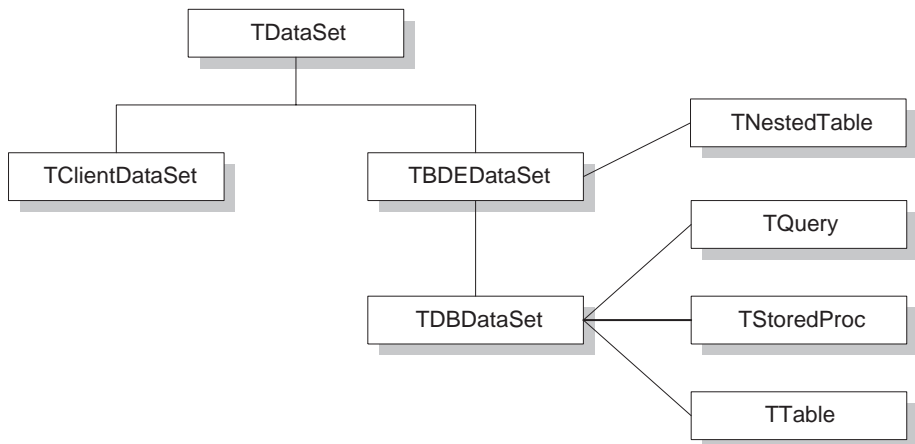 TDataSet
TNestedTable
TClientDataSet
TBDEDataSet
TQuery
TDBDataSet
TStoredProc
TTable